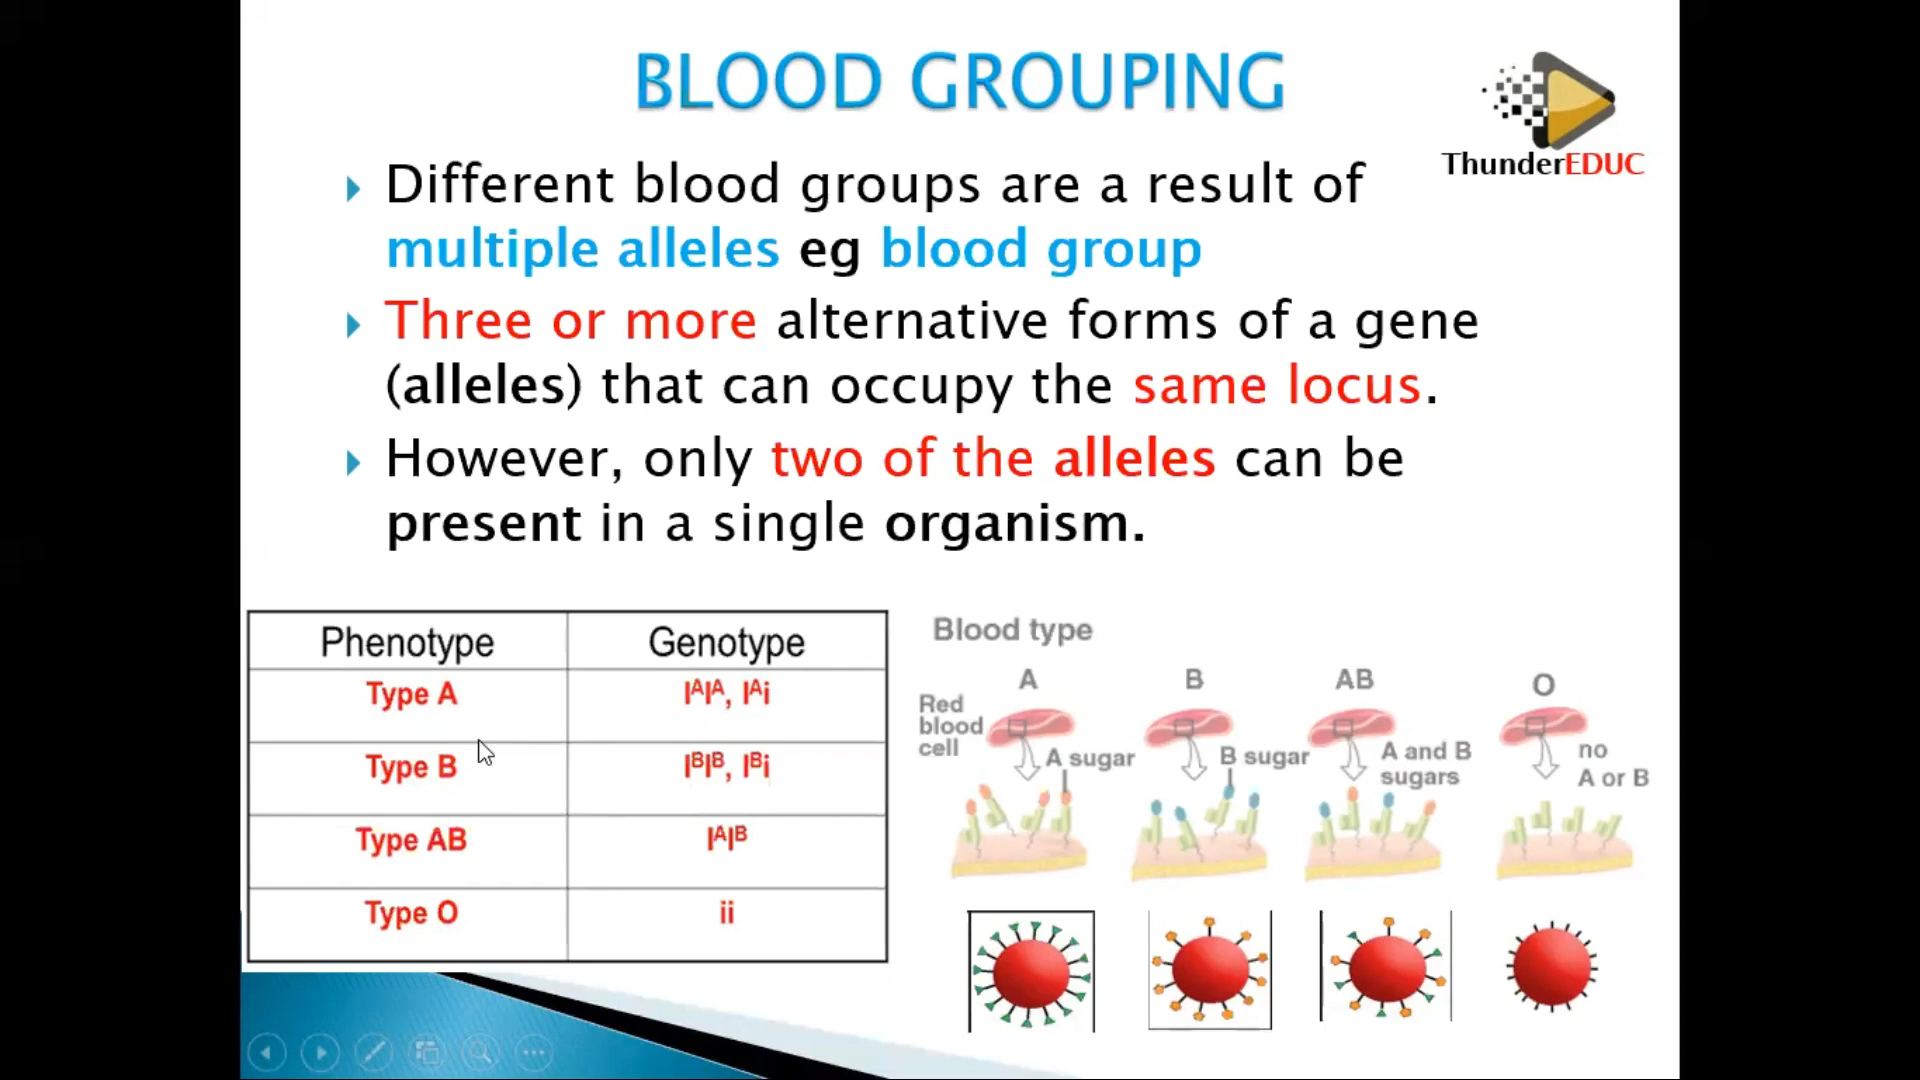 BLOOD GROUPING
ThunderEDUC
Different blood groups are a result of
multiple alleles eg blood group
Three or more alternative forms of a gene
(alleles) that can occupy the same locus.
However, only two of the alleles can be
present in a single organism.
Phenotype Genotype
Type A IᴬIᴬ, Iᴬi
Type B IᴮIᴮ, Iᴮi
Type AB IᴬIᴮ
Type O ii
Blood type
A B AB O
Red
blood
cell
A sugar
B sugar
A and B
sugars
no
A or B